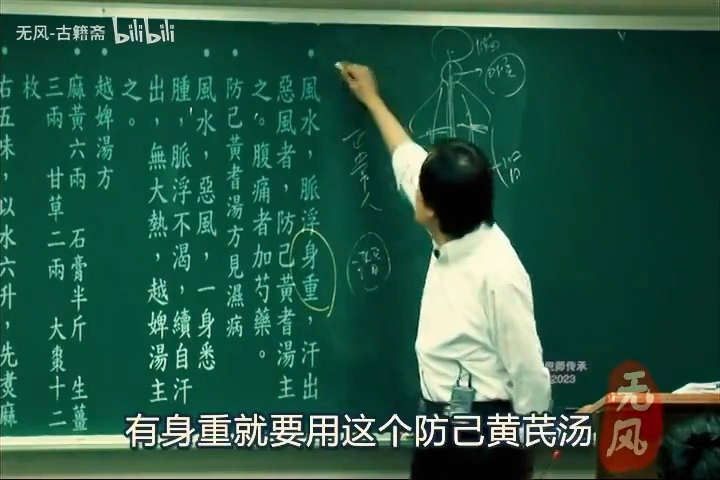 无风-古籍斋 bilibili
風水，脈浮身重，汗出
惡風者，防己黃耆湯主
之。腹痛者加芍藥。
防己黃耆湯方見濕病
風水，惡風，一身悉
腫，脈浮不渴，續自汗
出，無大熱，越婢湯主
之。
越婢湯方
麻黃六兩 石膏半斤 生薑
三兩 甘草二兩 大棗十二
枚
右五味，以水六升，先煑麻
正常人
2023
无风
有身重就要用这个防己黄芪汤